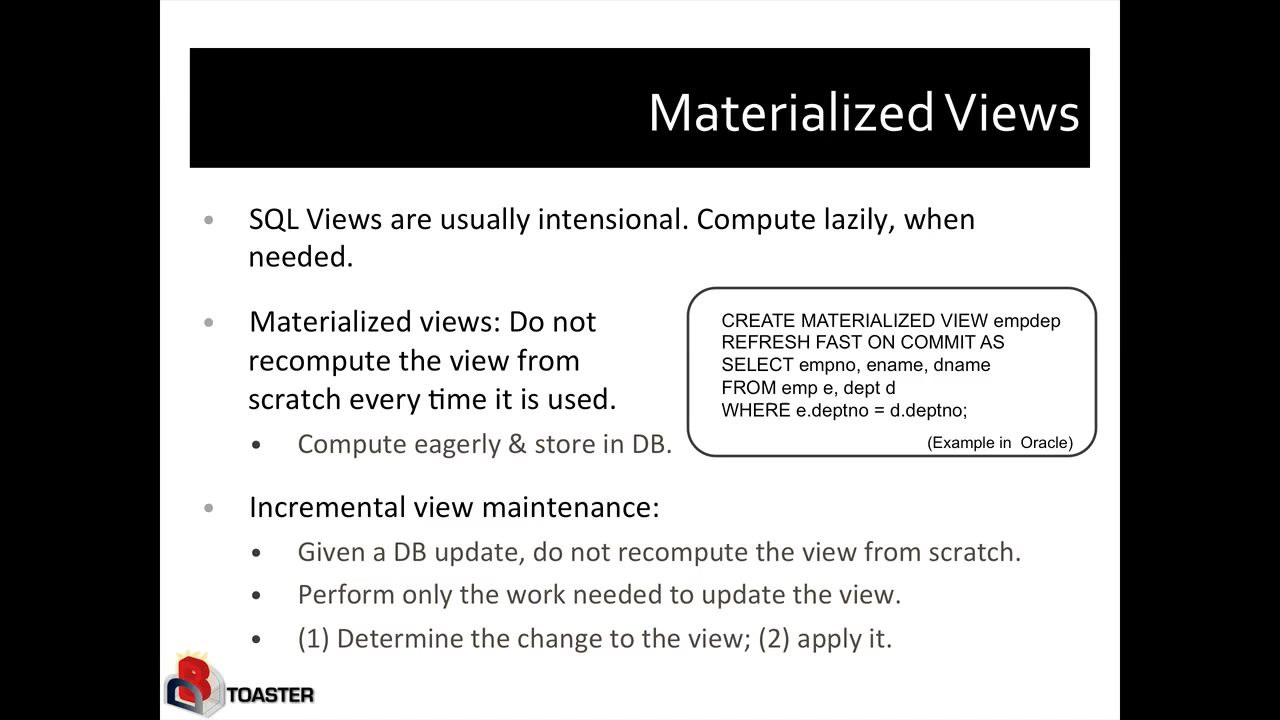 Materialized Views
SQL Views are usually intensional. Compute lazily, when
needed.
Materialized views: Do not
recompute the view from
scratch every time it is used.
Compute eagerly & store in DB.
CREATE MATERIALIZED VIEW empdep
REFRESH FAST ON COMMIT AS
SELECT empno, ename, dname
FROM emp e, dept d
WHERE e.deptno = d.deptno;
(Example in Oracle)
Incremental view maintenance:
Given a DB update, do not recompute the view from scratch.
Perform only the work needed to update the view.
(1) Determine the change to the view; (2) apply it.
DB TOASTER